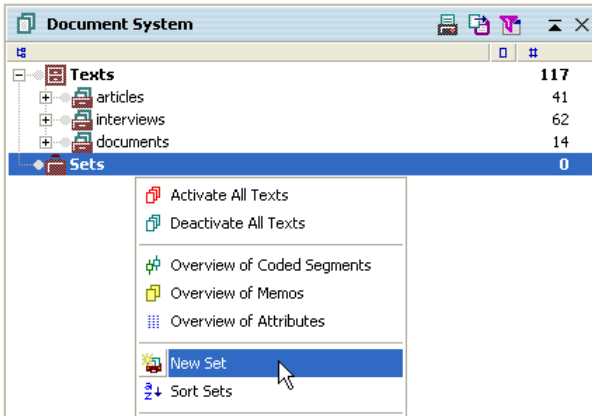 Document System
#
Texts 117
articles 41
interviews 62
documents 14
Sets 0
Activate All Texts
Deactivate All Texts
Overview of Coded Segments
Overview of Memos
Overview of Attributes
New Set
Sort Sets